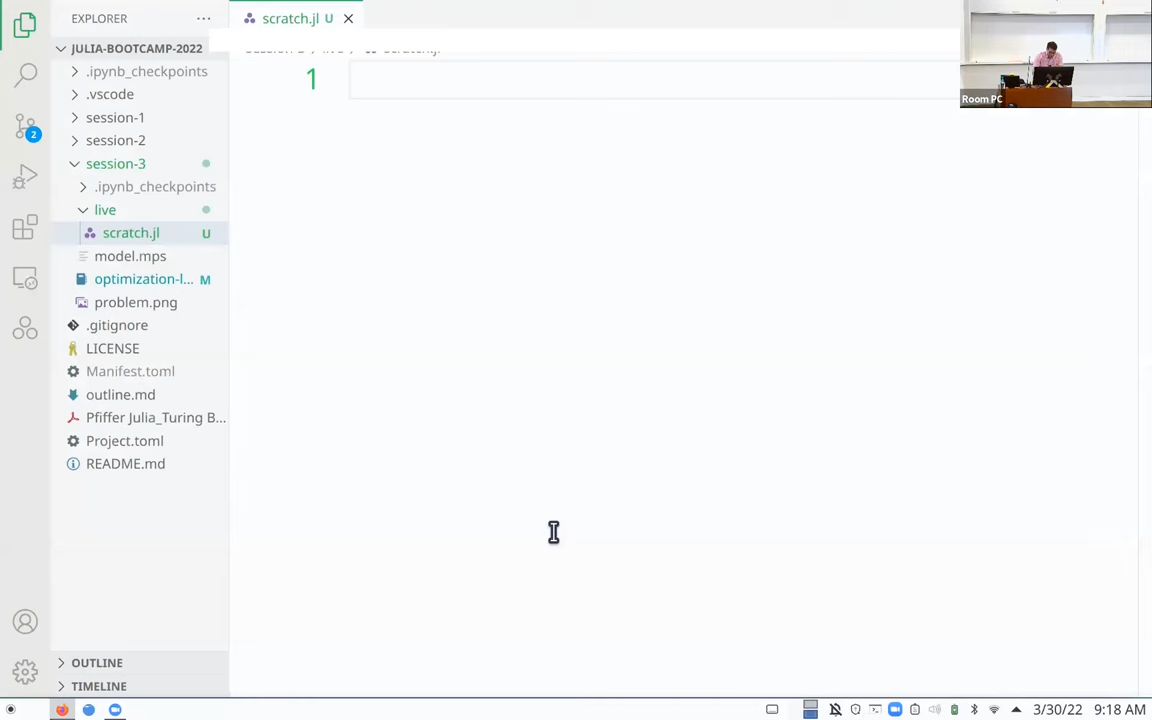 EXPLORER
scratch.jl U
JULIA-BOOTCAMP-2022
.ipynb_checkpoints
.vscode
session-1
session-2
session-3
.ipynb_checkpoints
live
scratch.jl U
model.mps
optimization-l... M
problem.png
.gitignore
LICENSE
Manifest.toml
outline.md
Pfiffer Julia_Turing B...
Project.toml
README.md
1
2
Room PC
OUTLINE
TIMELINE
3/30/22 9:18 AM